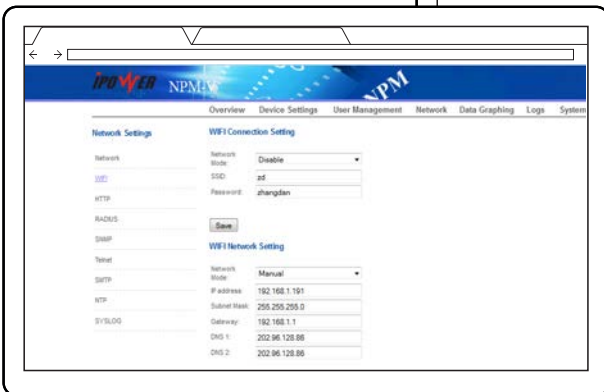 iPOWER NPM-V
NPM
Overview Device Settings User Management Network Data Graphing Logs System
Network Settings
Network
WIFI
HTTP
RADIUS
SNMP
Telnet
SMTP
NTP
SYSLOG
WIFI Connection Setting
Network Mode: Disable
SSID: zd
Password: zhangdan
Save
WIFI Network Setting
Network Mode: Manual
IP address: 192.168.1.191
Subnet Mask: 255.255.255.0
Gateway: 192.168.1.1
DNS 1: 202.96.128.86
DNS 2: 202.96.128.86